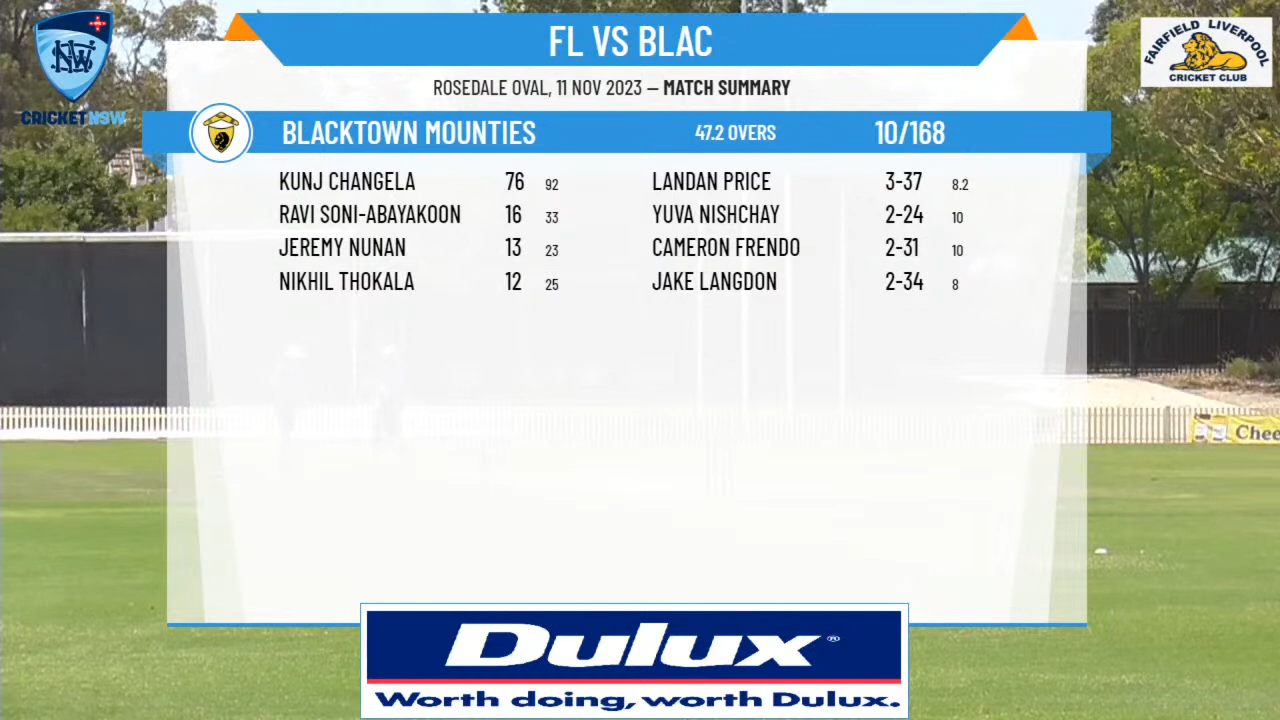 FL VS BLAC
FAIRFIELD LIVERPOOL
CRICKET CLUB
CRICKET NSW
ROSEDALE OVAL, 11 NOV 2023 – MATCH SUMMARY
BLACKTOWN MOUNTIES 47.2 OVERS 10/168
KUNJ CHANGELA 76 92 LANDAN PRICE 3-37 8.2
RAVI SONI-ABAYAKOON 16 33 YUVA NISHCHAY 2-24 10
JEREMY NUNAN 13 23 CAMERON FRENDO 2-31 10
NIKHIL THOKALA 12 25 JAKE LANGDON 2-34 8
Chee
Dulux®
Worth doing, worth Dulux.